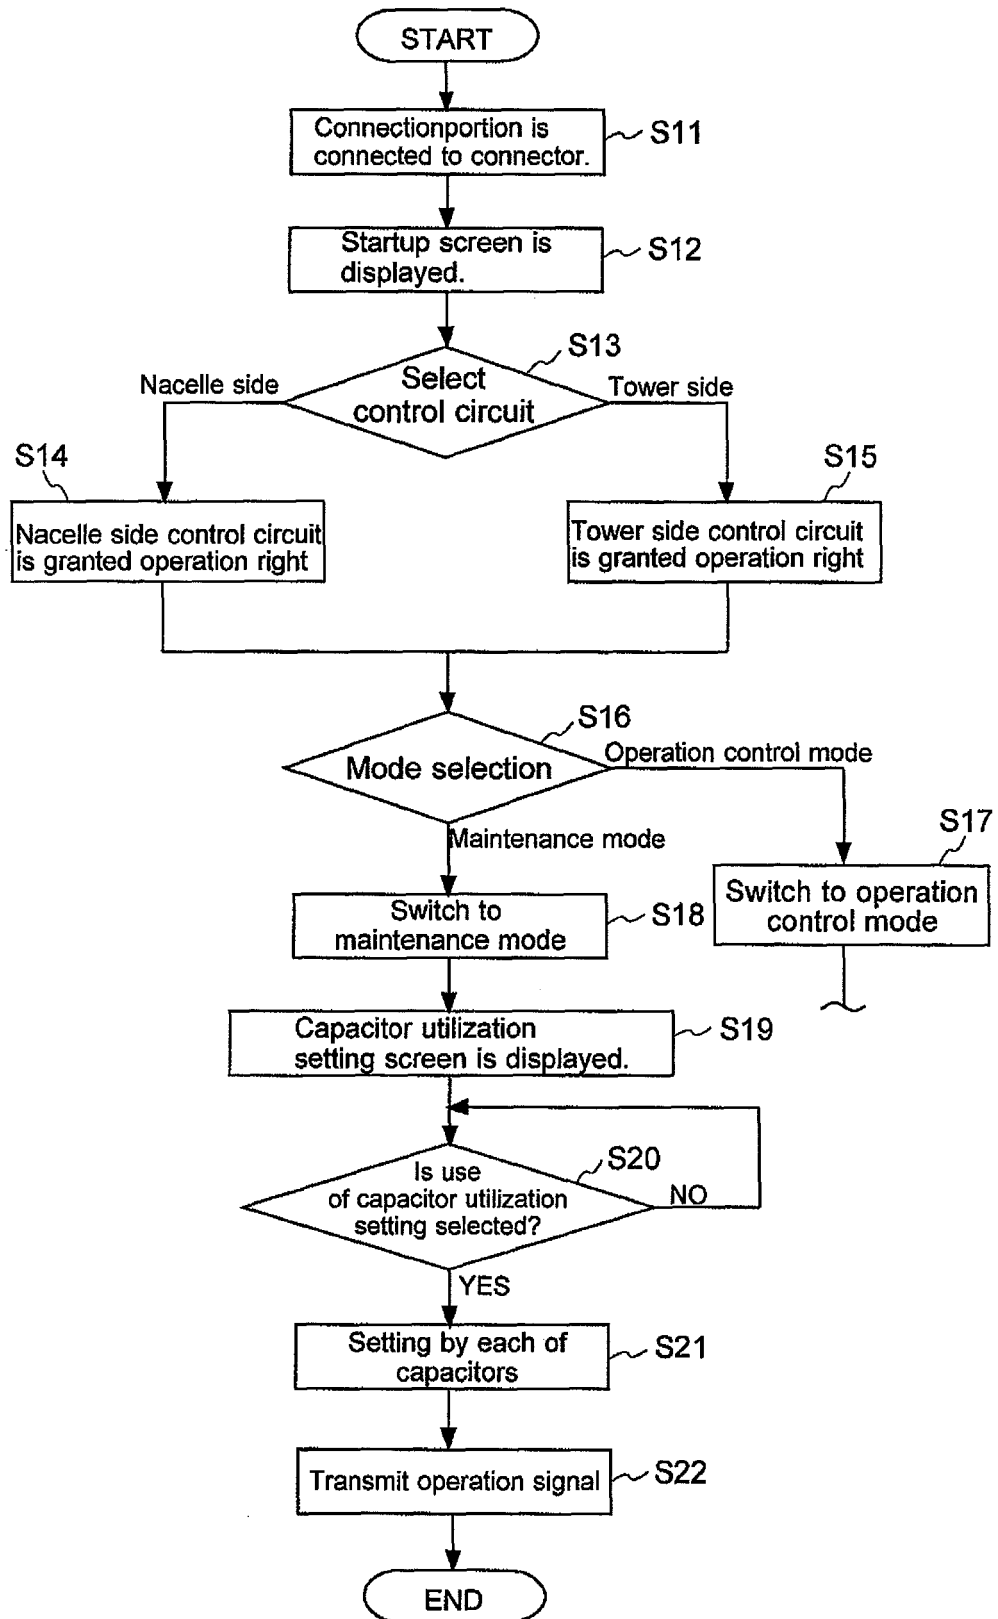 START
Connectionportion is
connected to connector.
S11
Startup screen is
displayed.
S12
S13
Select
control circuit
Nacelle side
Tower side
S14
Nacelle side control circuit
is granted operation right
S15
Tower side control circuit
is granted operation right
S16
Mode selection
Operation control mode
Maintenance mode
S17
Switch to operation
control mode
Switch to
maintenance mode
S18
Capacitor utilization
setting screen is displayed.
S19
Is use
of capacitor utilization
setting selected?
S20
NO
YES
Setting by each of
capacitors
S21
Transmit operation signal
S22
END